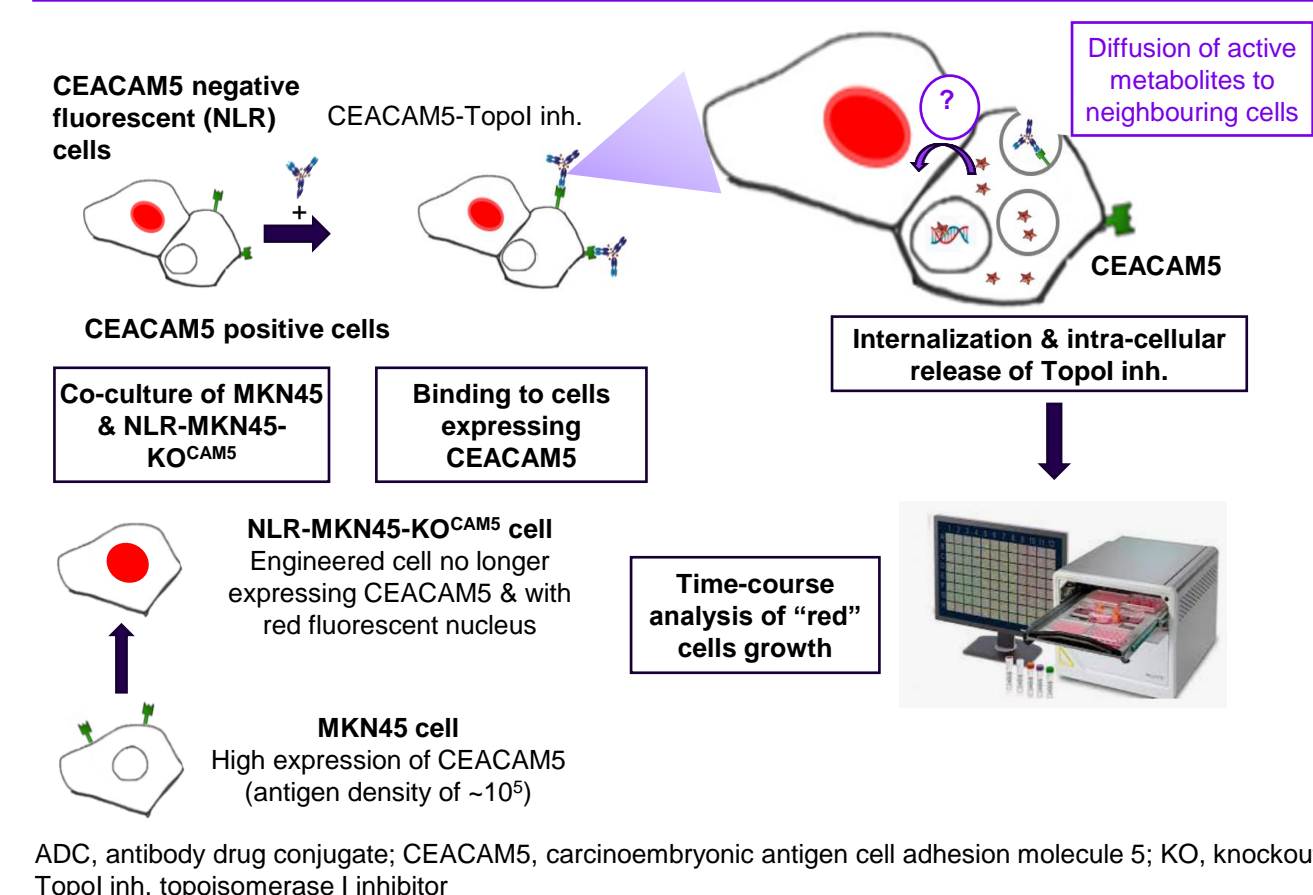 CEACAM5 negative
fluorescent (NLR)
cells
CEACAM5-TopoI inh.
+
?
Diffusion of active
metabolites to
neighbouring cells
CEACAM5
CEACAM5 positive cells
Co-culture of MKN45
& NLR-MKN45-
KO^CAM5
Binding to cells
expressing
CEACAM5
Internalization & intra-cellular
release of TopoI inh.
NLR-MKN45-KO^CAM5 cell
Engineered cell no longer
expressing CEACAM5 & with
red fluorescent nucleus
Time-course
analysis of “red”
cells growth
MKN45 cell
High expression of CEACAM5
(antigen density of ~10⁵)
ADC, antibody drug conjugate; CEACAM5, carcinoembryonic antigen cell adhesion molecule 5; KO, knockou
TopoI inh, topoisomerase I inhibitor